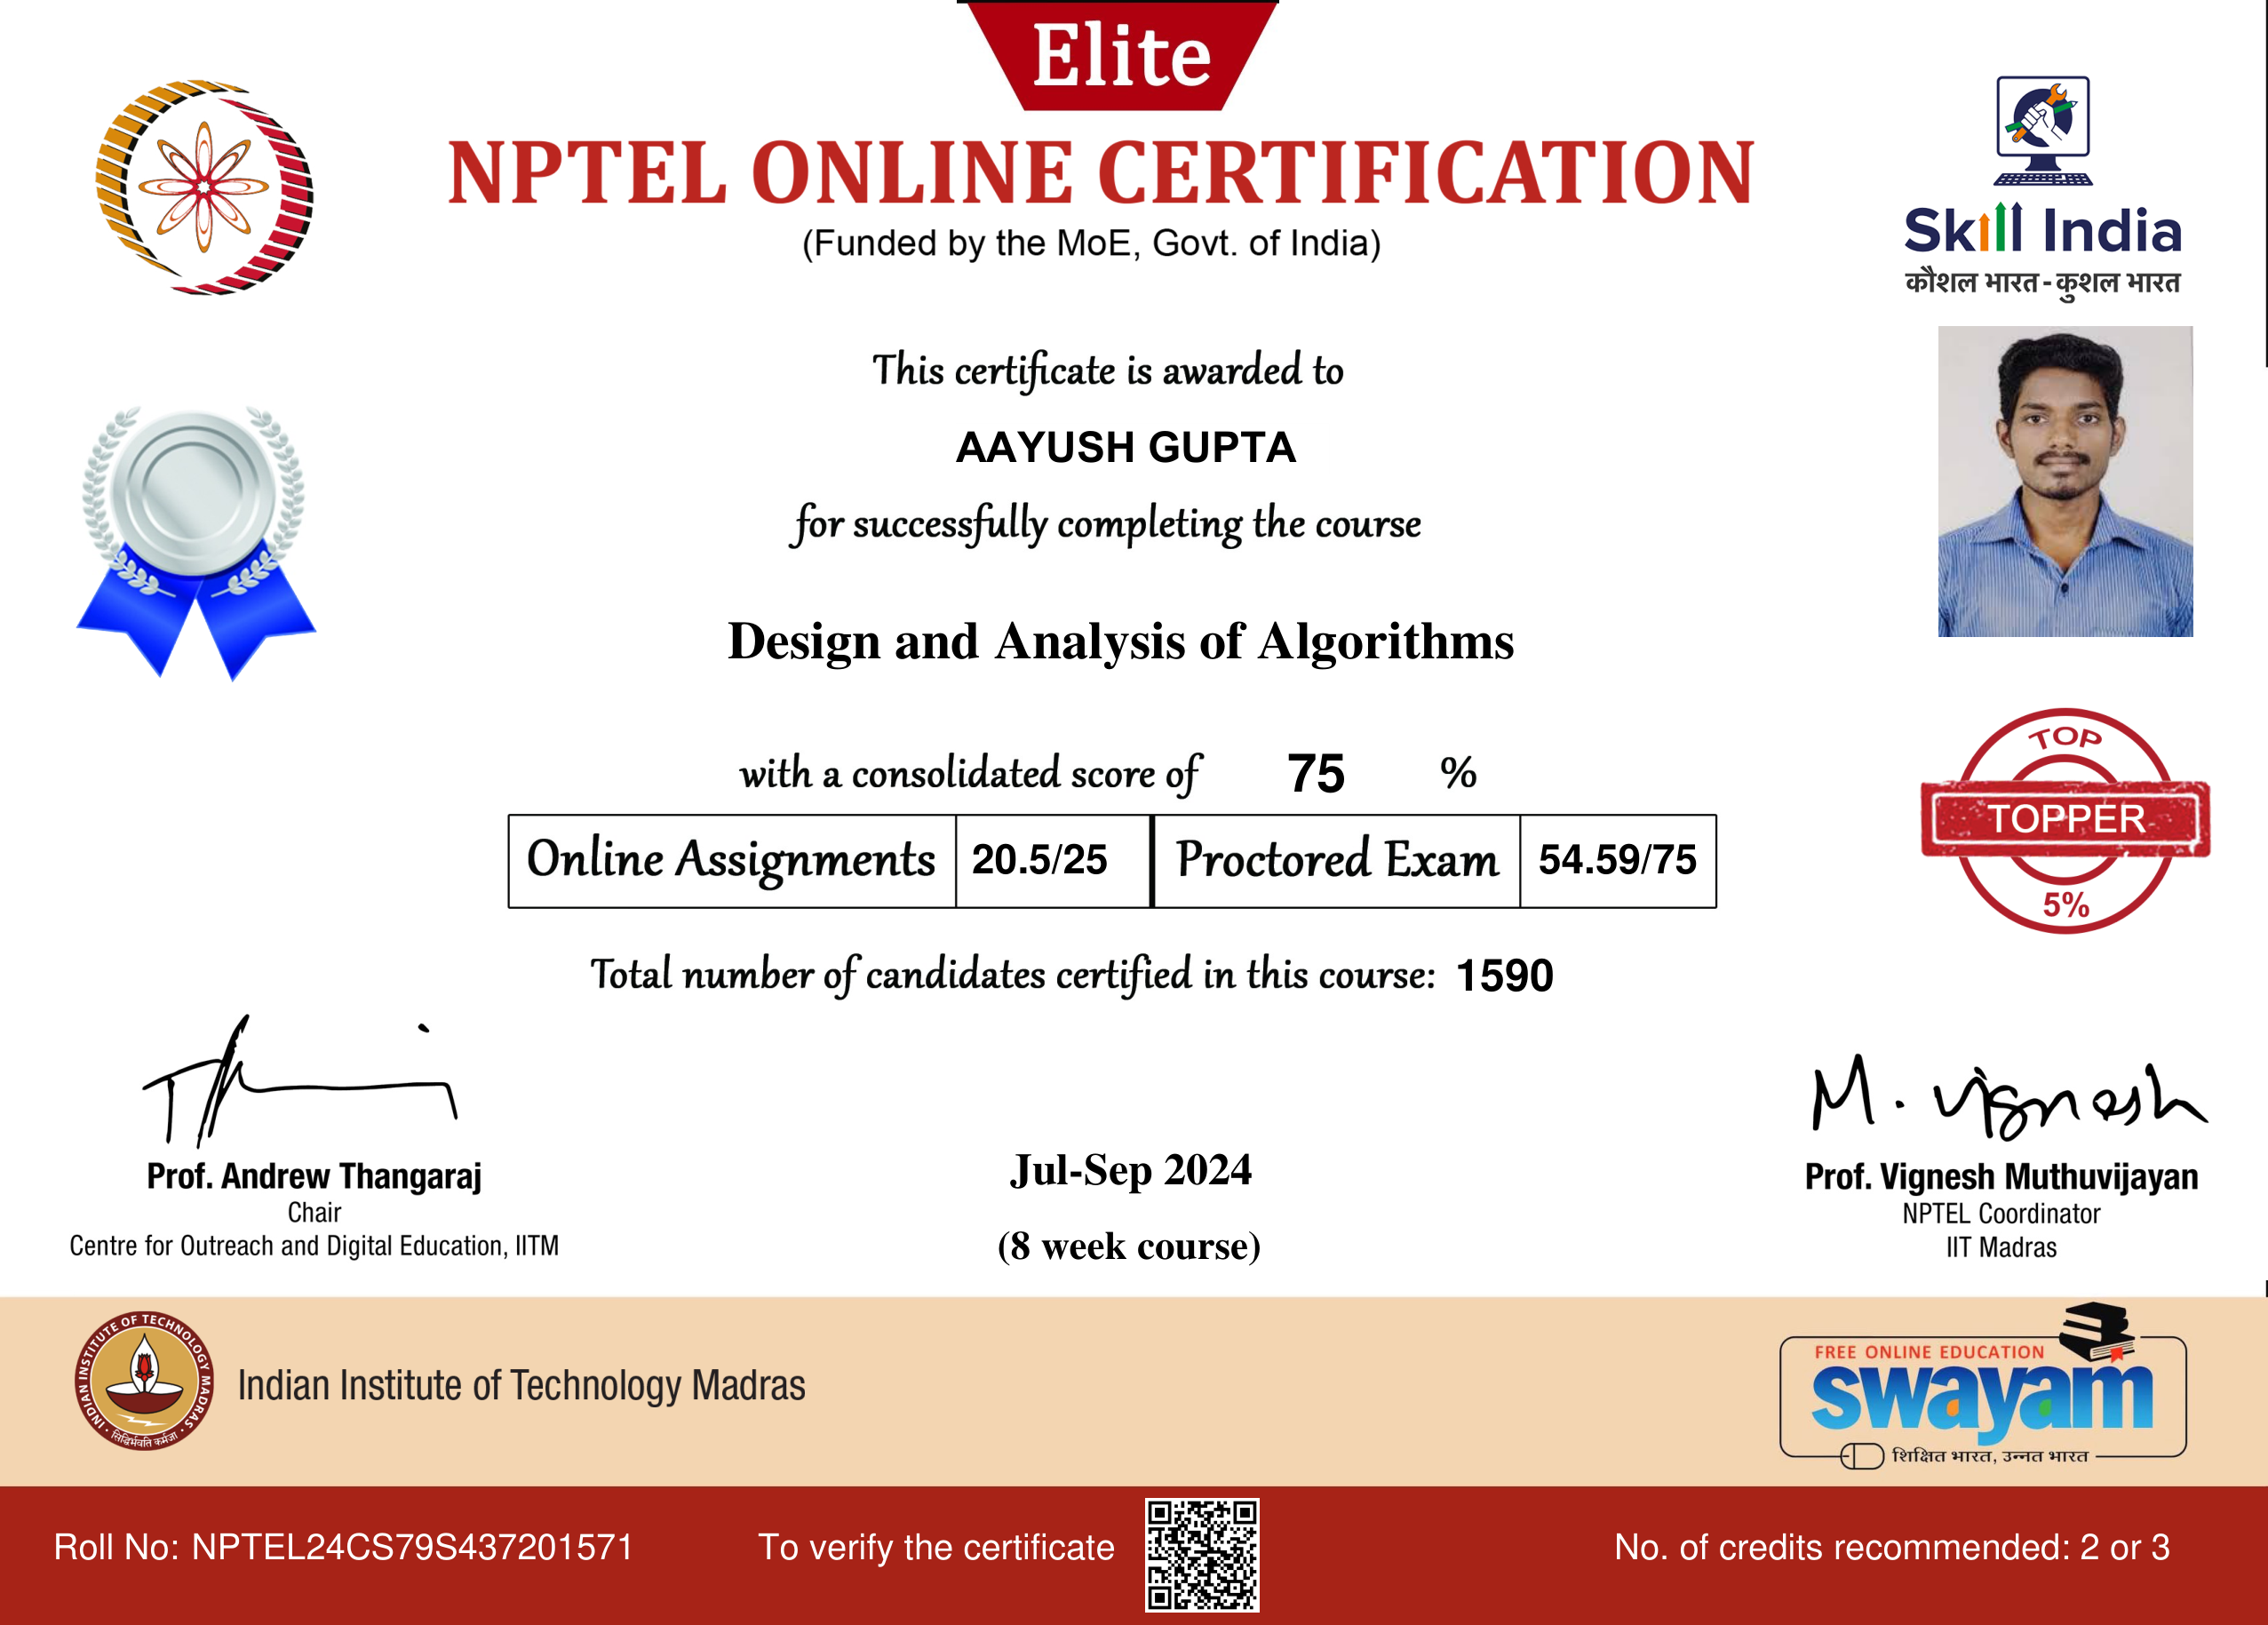 Elite
NPTEL ONLINE CERTIFICATION
(Funded by the MoE, Govt. of India)
Skill India
कौशल भारत - कुशल भारत
This certificate is awarded to
AAYUSH GUPTA
for successfully completing the course
Design and Analysis of Algorithms
with a consolidated score of 75 %
Online Assignments 20.5/25 Proctored Exam 54.59/75
TOP
TOPPER
5%
Total number of candidates certified in this course: 1590
M. Vignesh
Prof. Andrew Thangaraj
Chair
Centre for Outreach and Digital Education, IITM
Jul-Sep 2024
(8 week course)
Prof. Vignesh Muthuvijayan
NPTEL Coordinator
IIT Madras
INDIAN INSTITUTE OF TECHNOLOGY MADRAS
सिद्धिर्भवति कर्मजा
Indian Institute of Technology Madras
FREE ONLINE EDUCATION
swayam
शिक्षित भारत, उन्नत भारत
Roll No: NPTEL24CS79S437201571
To verify the certificate
No. of credits recommended: 2 or 3